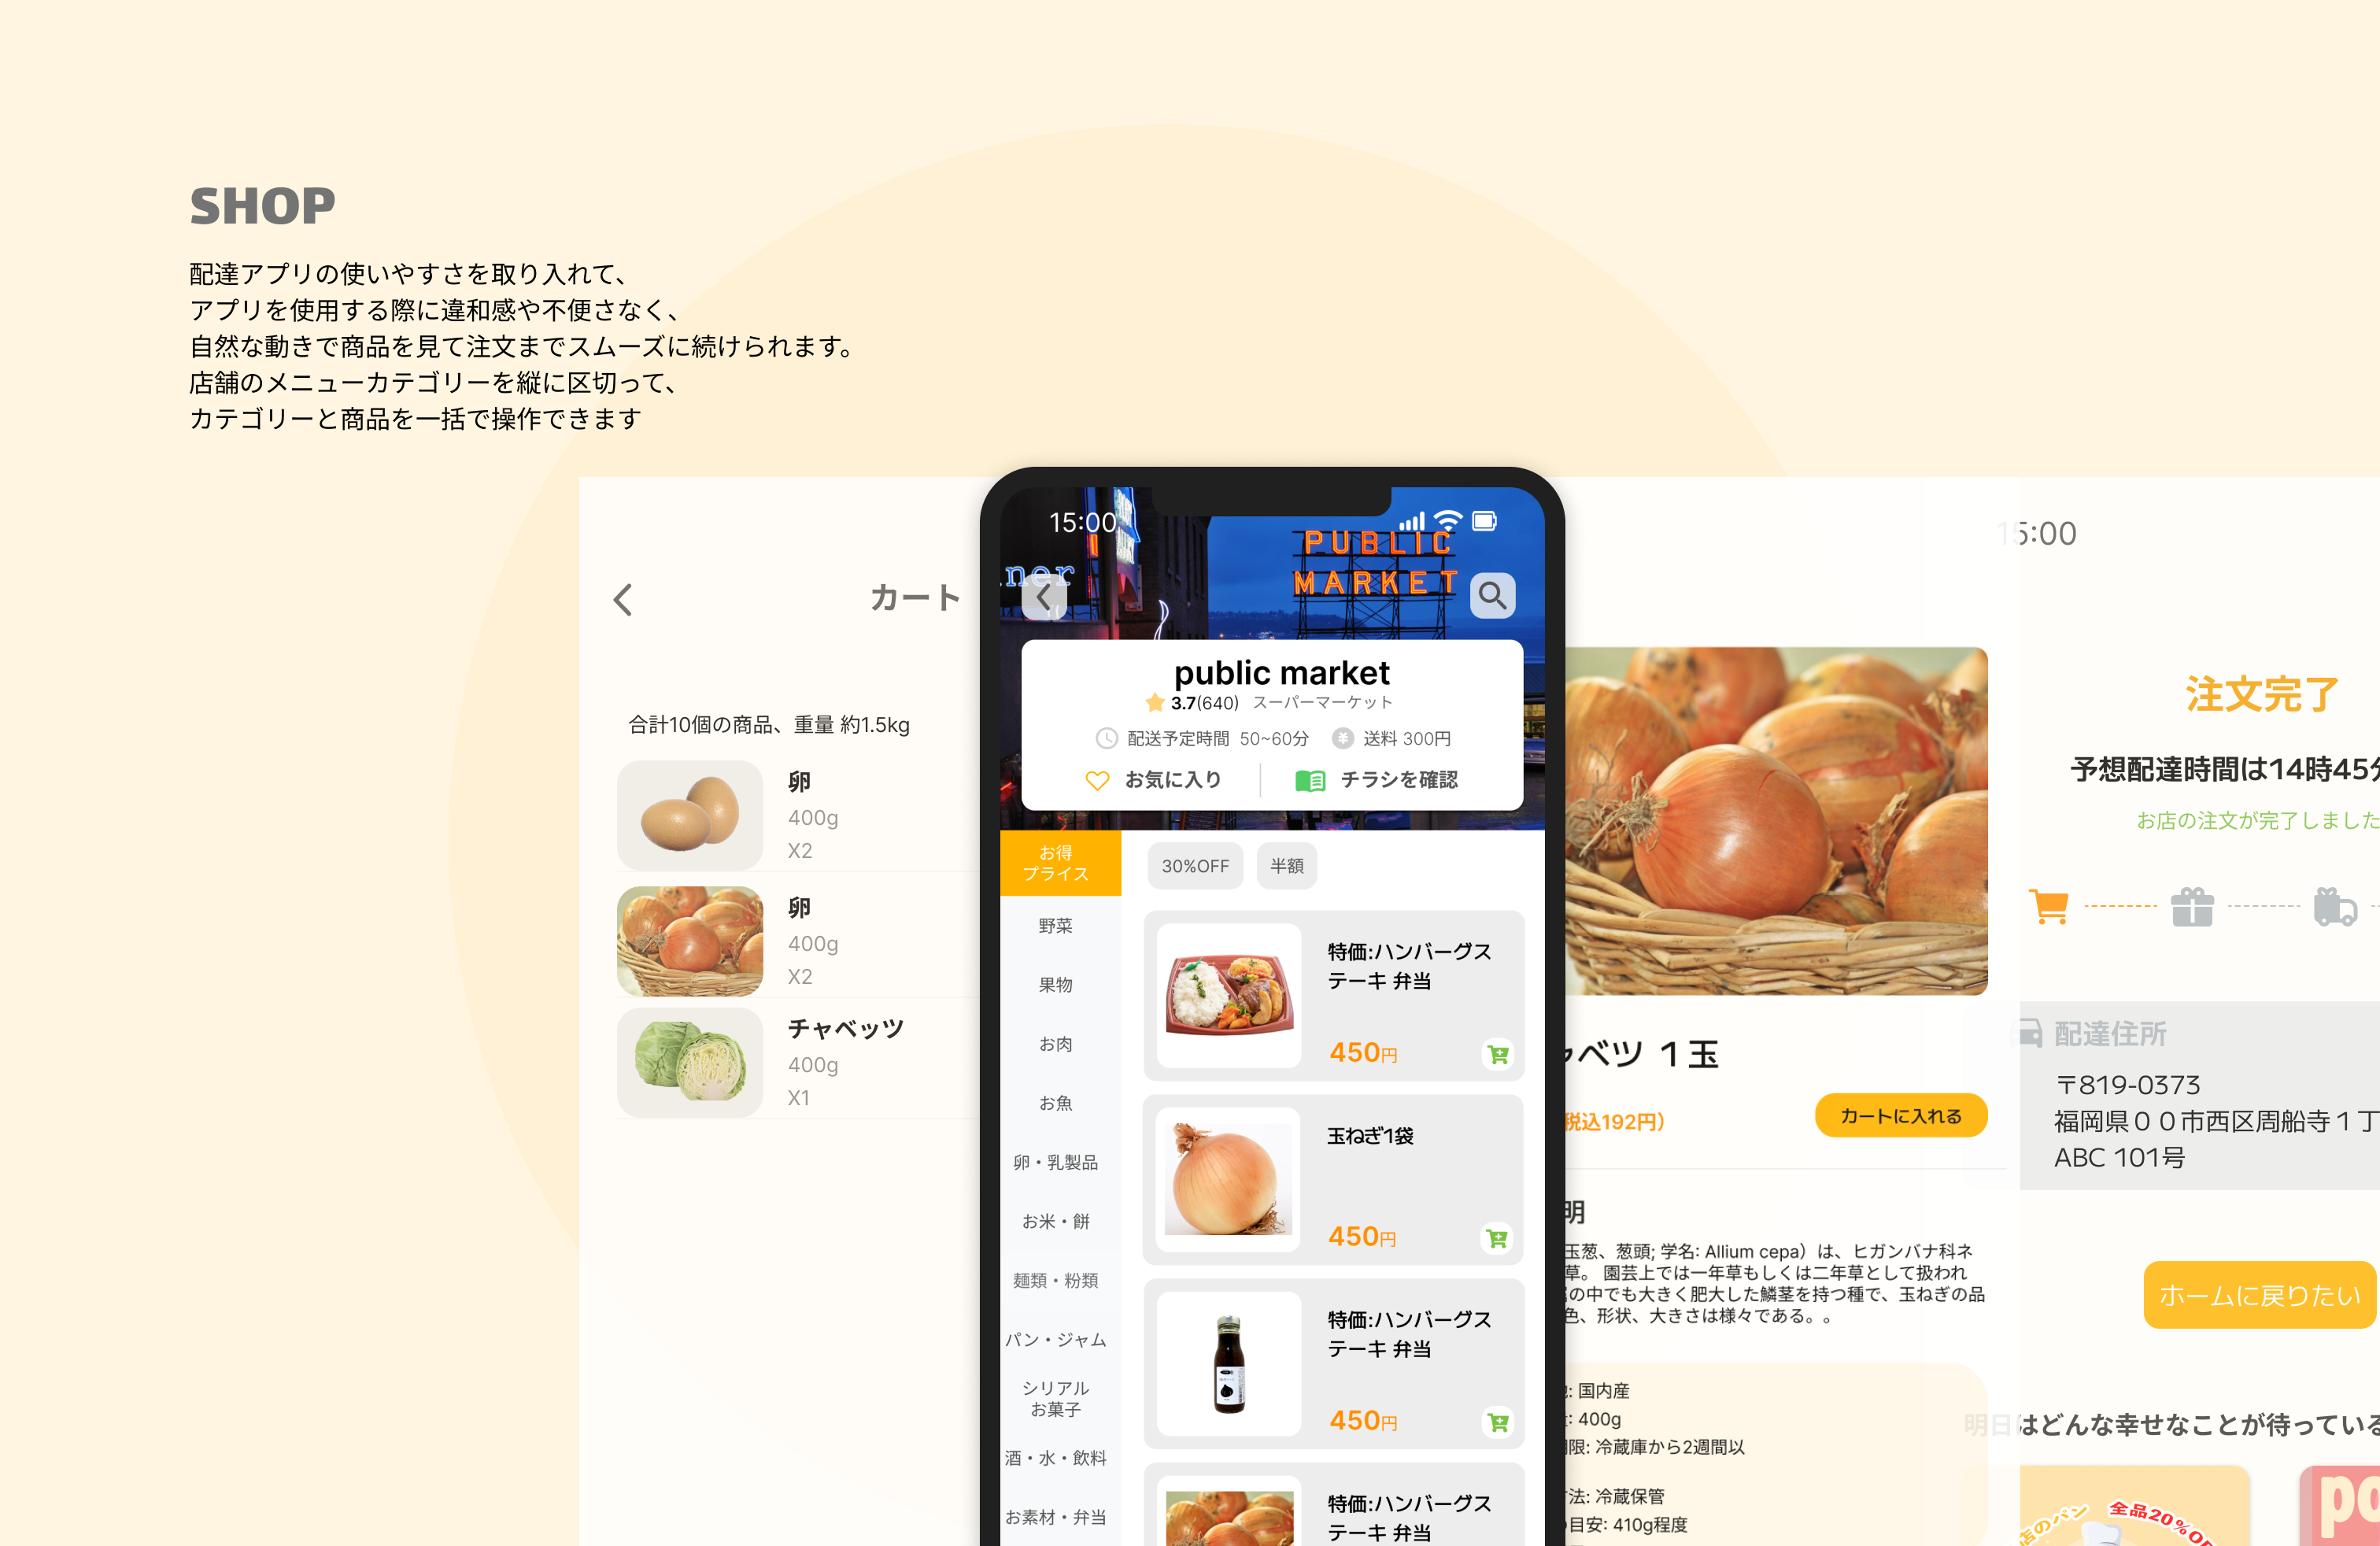 SHOP
配達アプリの使いやすさを取り入れて、
アプリを使用する際に違和感や不便さなく、
自然な動きで商品を見て注文までスムーズに続けられます。
店舗のメニューカテゴリーを縦に区切って、
カテゴリーと商品を一括で操作できます
カート
合計10個の商品、重量 約1.5kg
卵
400g
X2
卵
400g
X2
チャベッツ
400g
X1
15:00
PUBLIC
MARKET
ner
public market
3.7(640) スーパーマーケット
配送予定時間 50~60分 送料 300円
お気に入り チラシを確認
お得
プライス
野菜
果物
お肉
お魚
卵・乳製品
お米・餅
麺類・粉類
パン・ジャム
シリアル
お菓子
酒・水・飲料
お素材・弁当
30%OFF 半額
特価:ハンバーグス
テーキ 弁当
450円
玉ねぎ1袋
450円
特価:ハンバーグス
テーキ 弁当
450円
特価:ハンバーグス
テーキ 弁当
ベツ 1玉
税込192円)
カートに入れる
明
玉葱、葱頭; 学名: Allium cepa）は、ヒガンバナ科ネ
草。 園芸上では一年草もしくは二年草として扱われ
の中でも大きく肥大した鱗茎を持つ種で、玉ねぎの品
色、形状、大きさは様々である。。
: 国内産
: 400g
限: 冷蔵庫から2週間以
法: 冷蔵保管
目安: 410g程度
15:00
注文完了
予想配達時間は14時45分
お店の注文が完了しました
配達住所
〒819-0373
福岡県００市西区周船寺１丁
ABC 101号
ホームに戻りたい
明日はどんな幸せなことが待っている
店のパン
全品20%OF
po